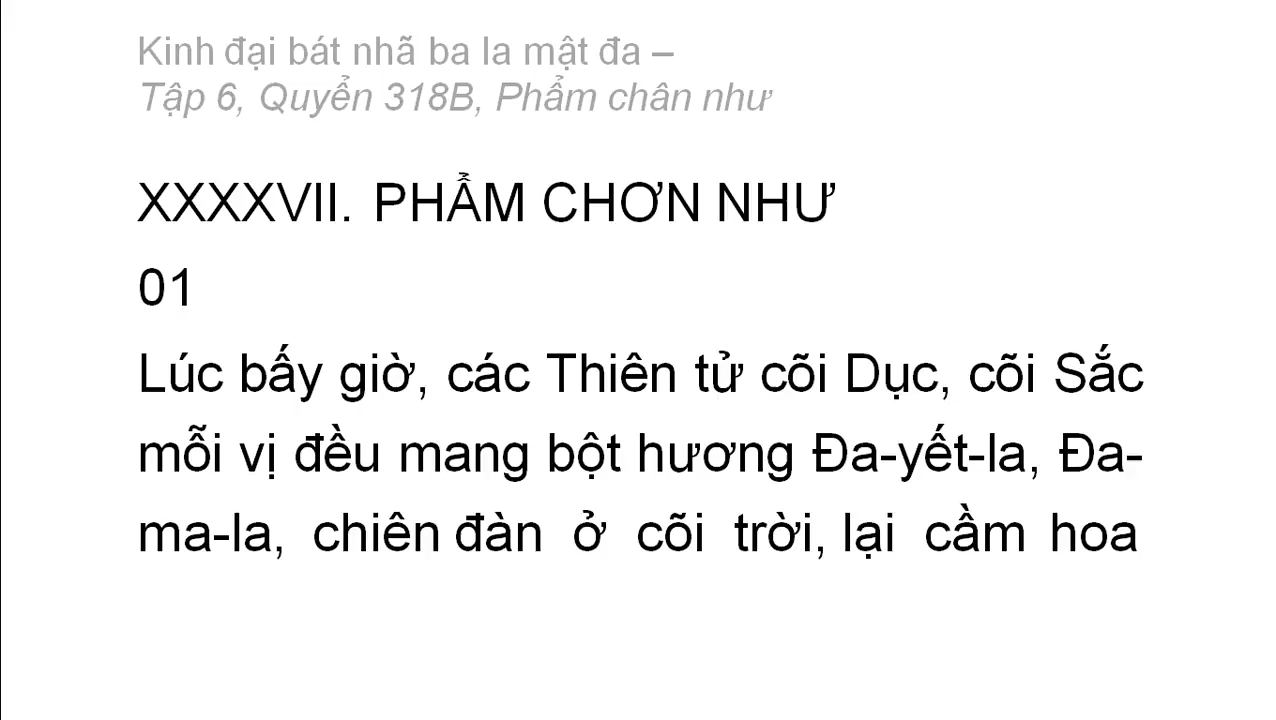 Kinh đại bát nhã ba la mật đa –
Tập 6, Quyển 318B, Phẩm chân như
XXXXVII. PHẨM CHƠN NHƯ
01
Lúc bấy giờ, các Thiên tử cõi Dục, cõi Sắc
mỗi vị đều mang bột hương Đa-yết-la, Đa-
ma-la, chiên đàn ở cõi trời, lại cầm hoa